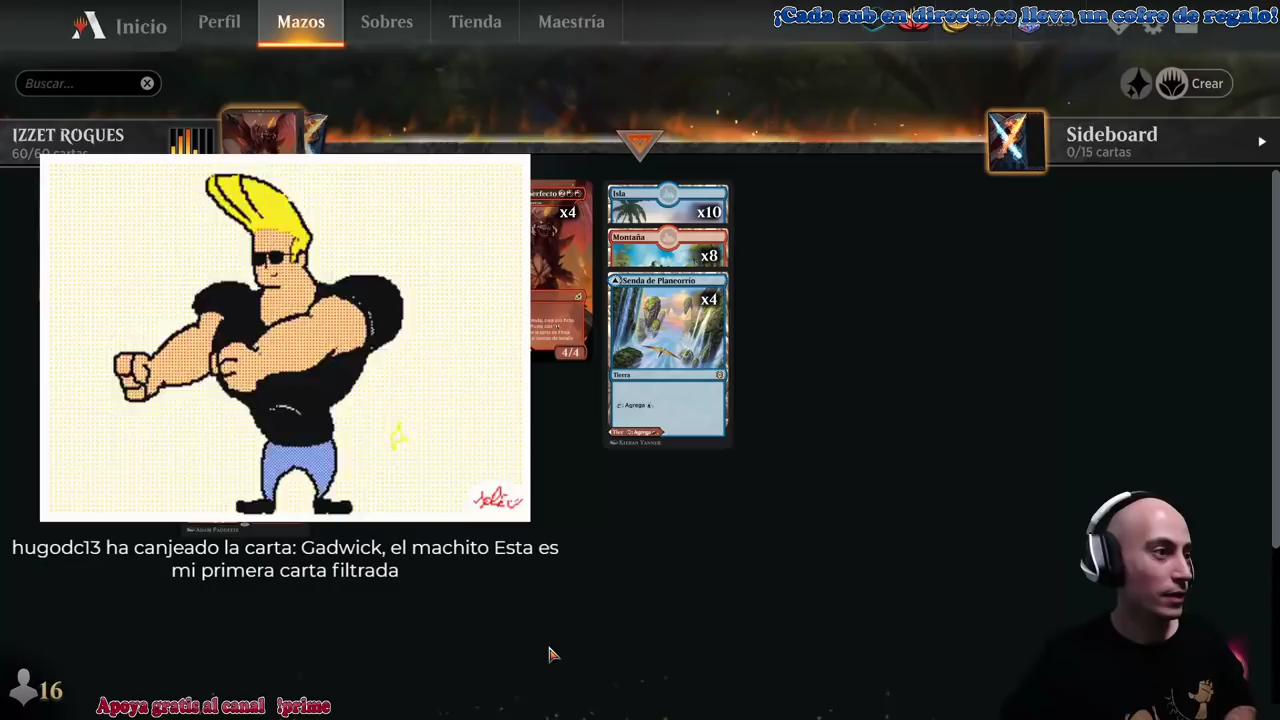 ¡Cada sub en directo se lleva un cofre de regalo!
Inicio
Perfil
Mazos
Sobres
Tienda
Maestría
Buscar...
Crear
IZZET ROGUES
60/60 cartas
Sideboard
0/15 cartas
x4
4/4
Isla
x10
Montaña
x8
Senda de Planeorrío
x4
Tierra
: Agrega
KIERAN YANNER
hugodc13 ha canjeado la carta: Gadwick, el machito Esta es
mi primera carta filtrada
16
Apoya gratis al canal !prime